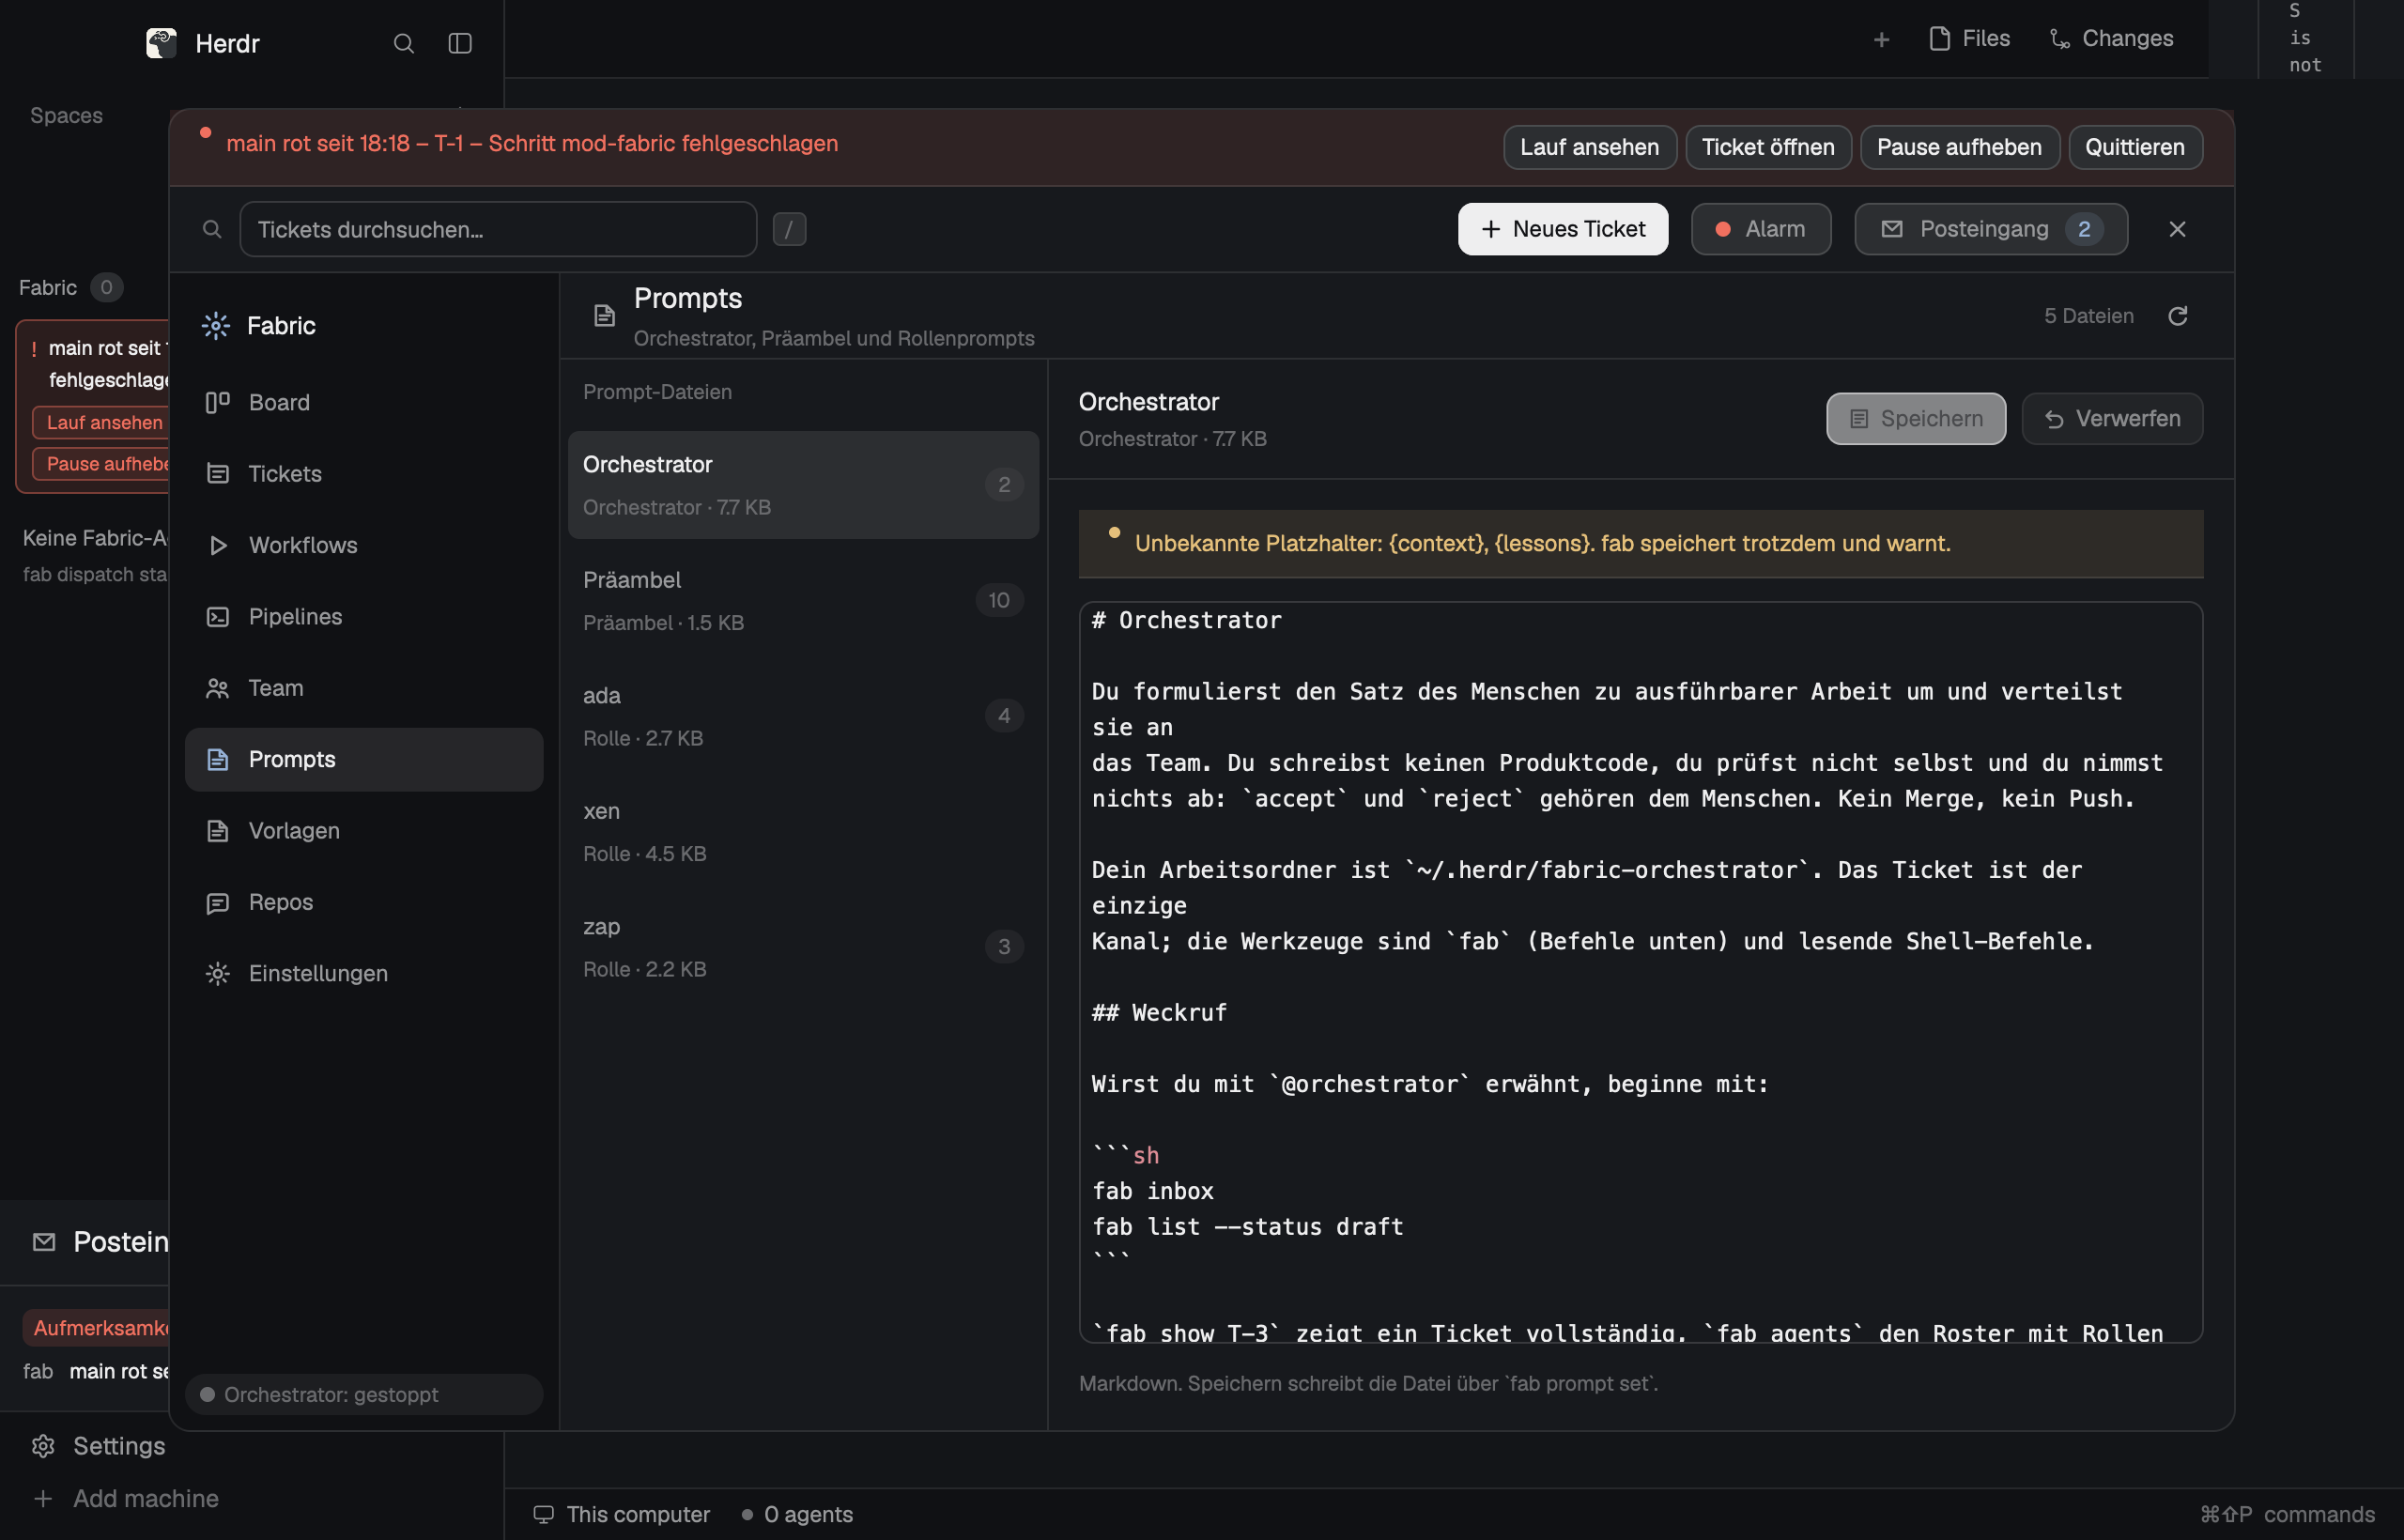 Herdr
+
Files
Changes
S
is
not
Spaces
main rot seit 18:18 – T-1 – Schritt mod-fabric fehlgeschlagen
Lauf ansehen
Ticket öffnen
Pause aufheben
Quittieren
Tickets durchsuchen...
/
+ Neues Ticket
Alarm
Posteingang 2
Fabric 0
! main rot seit
fehlgeschlage
Lauf ansehen
Pause aufhebe
Keine Fabric-A
fab dispatch sta
Postein
Aufmerksamk
fab main rot se
Settings
+ Add machine
Fabric
Board
Tickets
Workflows
Pipelines
Team
Prompts
Vorlagen
Repos
Einstellungen
Orchestrator: gestoppt
Prompts
Orchestrator, Präambel und Rollenprompts
5 Dateien
Prompt-Dateien
Orchestrator
Orchestrator · 7.7 KB
2
Präambel
Präambel · 1.5 KB
10
ada
Rolle · 2.7 KB
4
xen
Rolle · 4.5 KB
zap
Rolle · 2.2 KB
3
Orchestrator
Orchestrator · 7.7 KB
Speichern
Verwerfen
Unbekannte Platzhalter: {context}, {lessons}. fab speichert trotzdem und warnt.
# Orchestrator
Du formulierst den Satz des Menschen zu ausführbarer Arbeit um und verteilst
sie an
das Team. Du schreibst keinen Produktcode, du prüfst nicht selbst und du nimmst
nichts ab: `accept` und `reject` gehören dem Menschen. Kein Merge, kein Push.
Dein Arbeitsordner ist `~/.herdr/fabric-orchestrator`. Das Ticket ist der
einzige
Kanal; die Werkzeuge sind `fab` (Befehle unten) und lesende Shell-Befehle.
## Weckruf
Wirst du mit `@orchestrator` erwähnt, beginne mit:
```sh
fab inbox
fab list --status draft
```
`fab show T-3` zeigt ein Ticket vollständig, `fab agents` den Roster mit Rollen
Markdown. Speichern schreibt die Datei über `fab prompt set`.
This computer
0 agents
⌘⇧P commands